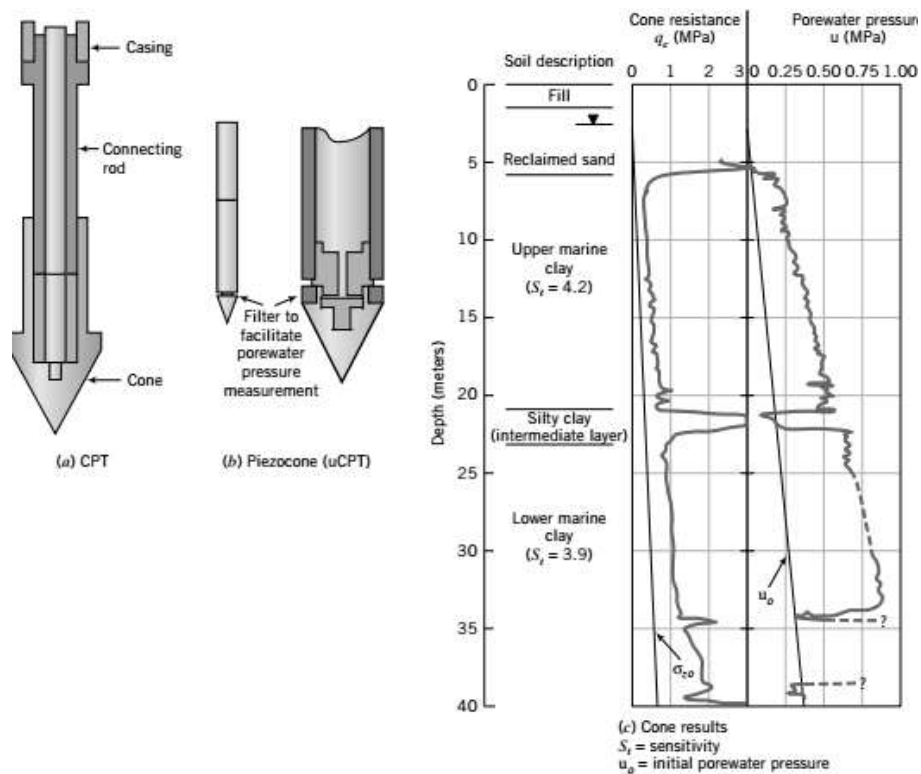 Casing
Connecting
rod
Cone
(a) CPT
Filter to
facilitate
porewater
pressure
measurement
(b) Piezocone (uCPT)
Cone resistance
q_c (MPa)
Porewater pressure
u (MPa)
Soil description
0 1 2 3 0 0.25 0.50 0.75 1.00
Depth (meters)
0
5
10
15
20
25
30
35
40
Fill
Reclaimed sand
Upper marine
clay
(S_t = 4.2)
Silty clay
(intermediate layer)
Lower marine
clay
(S_t = 3.9)
u_o
σ_zo
?
?
(c) Cone results
S_t = sensitivity
u_o = initial porewater pressure